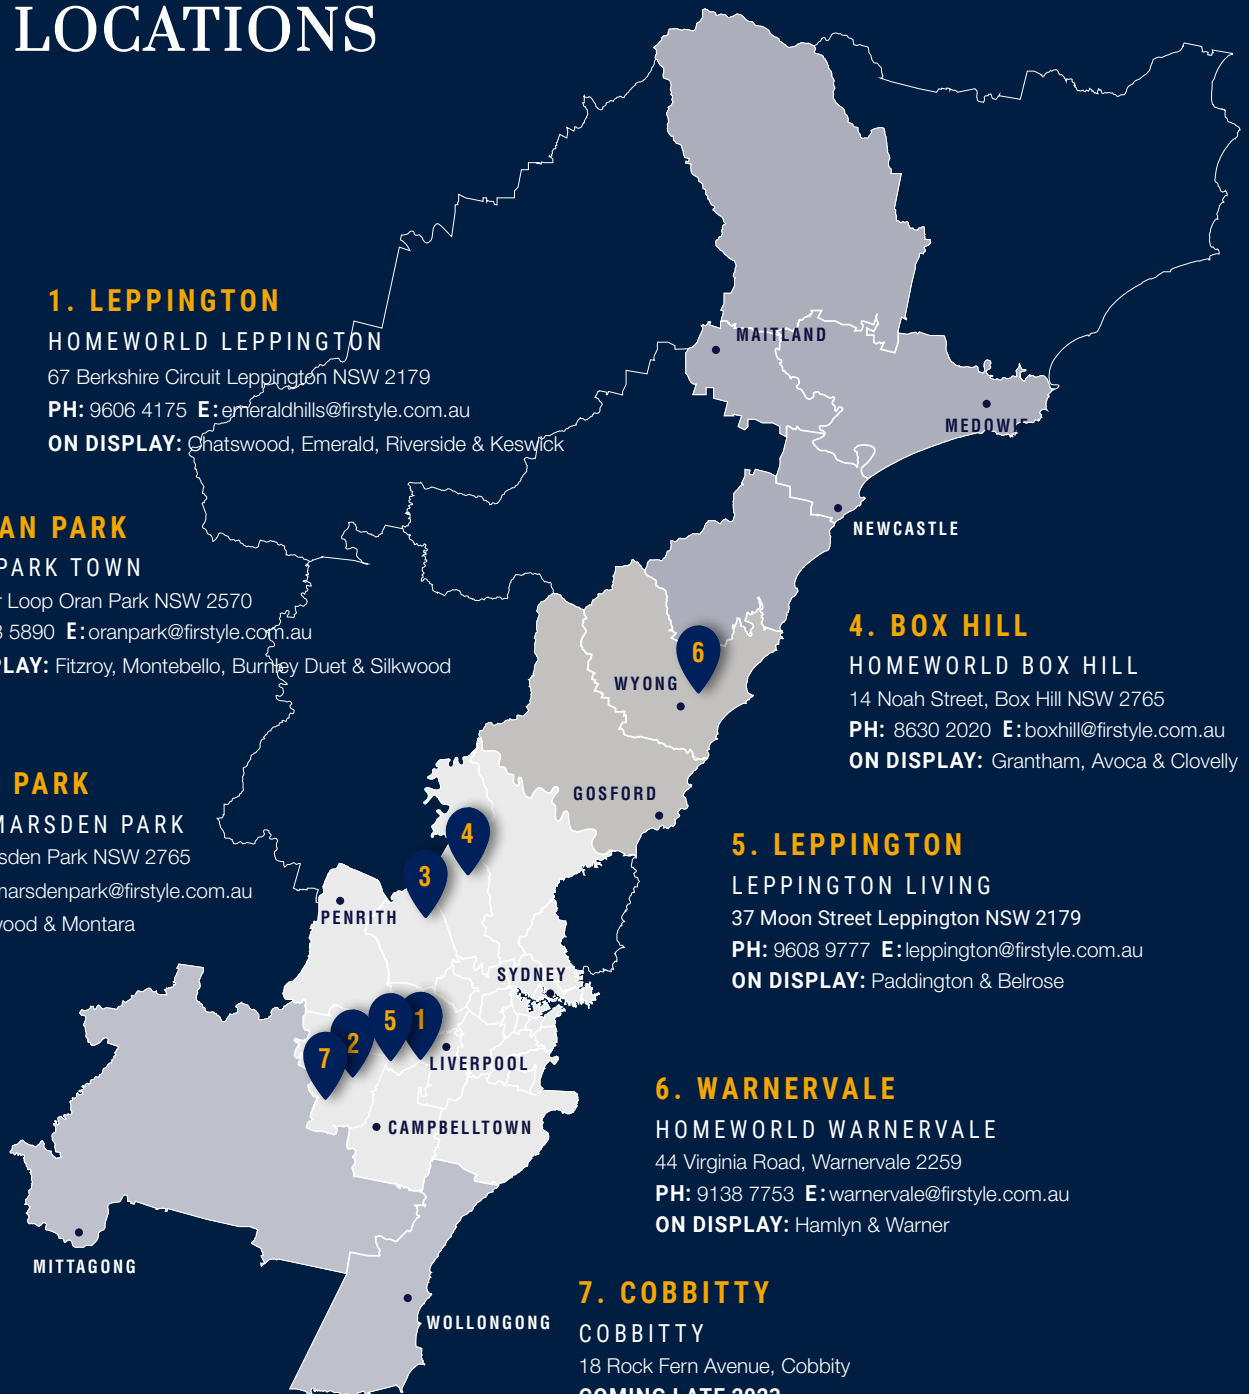 LOCATIONS
1. LEPPINGTON
HOMEWORLD LEPPINGTON
67 Berkshire Circuit Leppington NSW 2179
PH: 9606 4175 E: emeraldhills@firstyle.com.au
ON DISPLAY: Chatswood, Emerald, Riverside & Keswick
AN PARK
PARK TOWN
r Loop Oran Park NSW 2570
3 5890 E: oranpark@firstyle.com.au
PLAY: Fitzroy, Montebello, Burnley Duet & Silkwood
PARK
MARSDEN PARK
sden Park NSW 2765
marsdenpark@firstyle.com.au
wood & Montara
4. BOX HILL
HOMEWORLD BOX HILL
14 Noah Street, Box Hill NSW 2765
PH: 8630 2020 E: boxhill@firstyle.com.au
ON DISPLAY: Grantham, Avoca & Clovelly
5. LEPPINGTON
LEPPINGTON LIVING
37 Moon Street Leppington NSW 2179
PH: 9608 9777 E: leppington@firstyle.com.au
ON DISPLAY: Paddington & Belrose
6. WARNERVALE
HOMEWORLD WARNERVALE
44 Virginia Road, Warnervale 2259
PH: 9138 7753 E: warnervale@firstyle.com.au
ON DISPLAY: Hamlyn & Warner
7. COBBITTY
COBBITTY
18 Rock Fern Avenue, Cobbity
COMING LATE 2023
MAITLAND
MEDOWIE
NEWCASTLE
6
WYONG
GOSFORD
4
3
PENRITH
SYDNEY
5
1
2
7
LIVERPOOL
CAMPBELLTOWN
MITTAGONG
WOLLONGONG